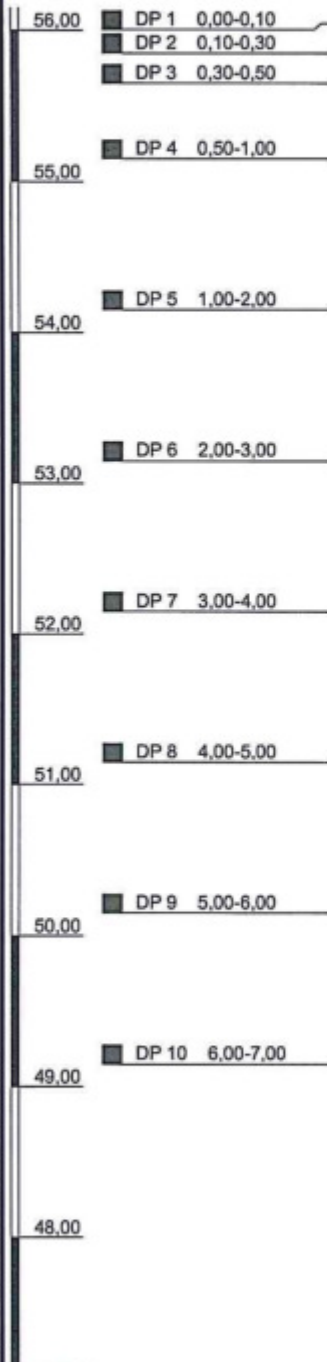 56,00 DP 1 0,00-0,10
DP 2 0,10-0,30
DP 3 0,30-0,50
DP 4 0,50-1,00
55,00
DP 5 1,00-2,00
54,00
DP 6 2,00-3,00
53,00
DP 7 3,00-4,00
52,00
DP 8 4,00-5,00
51,00
DP 9 5,00-6,00
50,00
DP 10 6,00-7,00
49,00
48,00